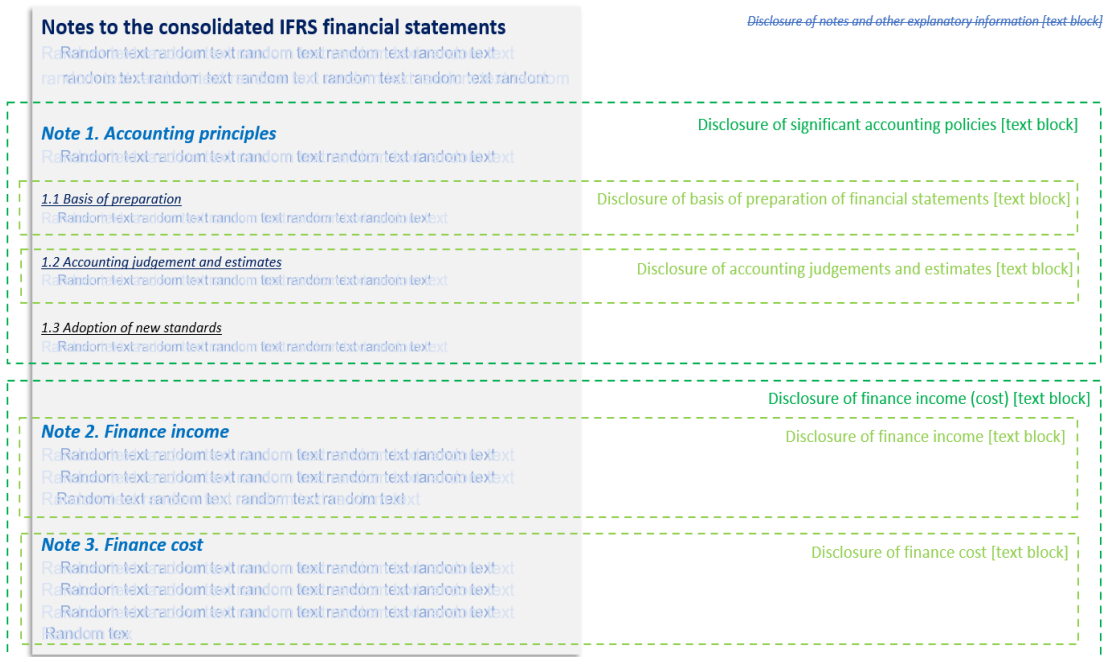 Notes to the consolidated IFRS financial statements
Disclosure of notes and other explanatory information [text block]
Random text random text random text random text random text
random text random text random text random text random
Note 1. Accounting principles
Disclosure of significant accounting policies [text block]
Random text random text random text random text random text
1.1 Basis of preparation
Disclosure of basis of preparation of financial statements [text block]
Random text random text random text random text random text
1.2 Accounting judgement and estimates
Disclosure of accounting judgements and estimates [text block]
Random text random text random text random text random text
1.3 Adoption of new standards
Random text random text random text random text random text
Disclosure of finance income (cost) [text block]
Note 2. Finance income
Disclosure of finance income [text block]
Random text random text random text random text random text
Random text random text random text random text random text
Random text random text random text random text
Note 3. Finance cost
Disclosure of finance cost [text block]
Random text random text random text random text random text
Random text random text random text random text random text
Random text random text random text random text random text
Random tex